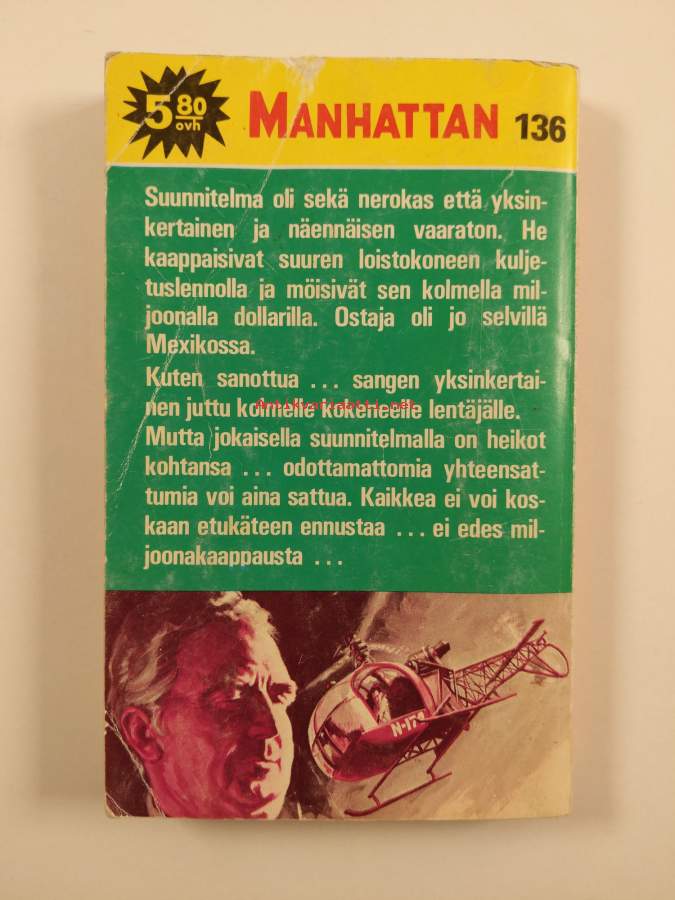 5 80
ovh
MANHATTAN 136
Suunnitelma oli sekä nerokas että yksin-
kertainen ja näennäisen vaaraton. He
kaappaisivat suuren loistokoneen kulje-
tuslennolla ja möisivät sen kolmella mil-
joonalla dollarilla. Ostaja oli jo selvillä
Mexikossa.
Kuten sanottua ... sangen yksinkertai-
nen juttu kolmelle kokeneelle lentäjälle.
Antikvariaatti.net
Mutta jokaisella suunnitelmalla on heikot
kohtansa ... odottamattomia yhteensat-
tumia voi aina sattua. Kaikkea ei voi kos-
kaan etukäteen ennustaa ... ei edes mil-
joonakaappausta ...